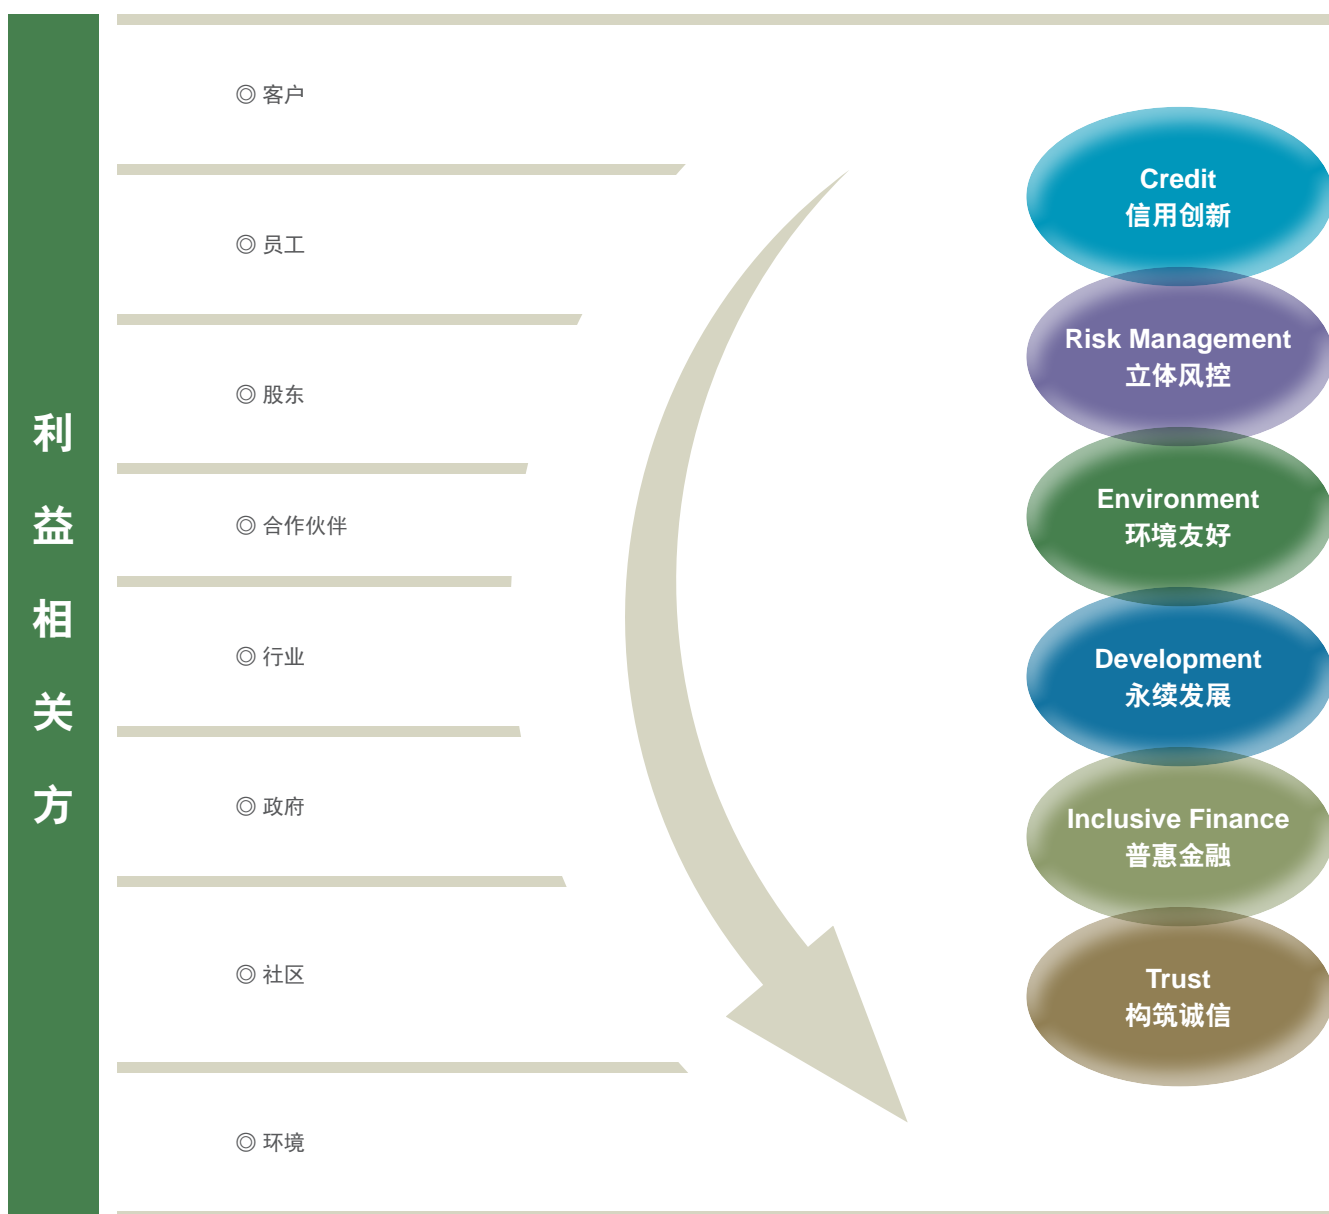 利益相关方
◎ 客户
◎ 员工
◎ 股东
◎ 合作伙伴
◎ 行业
◎ 政府
◎ 社区
◎ 环境
Credit
信用创新
Risk Management
立体风控
Environment
环境友好
Development
永续发展
Inclusive Finance
普惠金融
Trust
构筑诚信